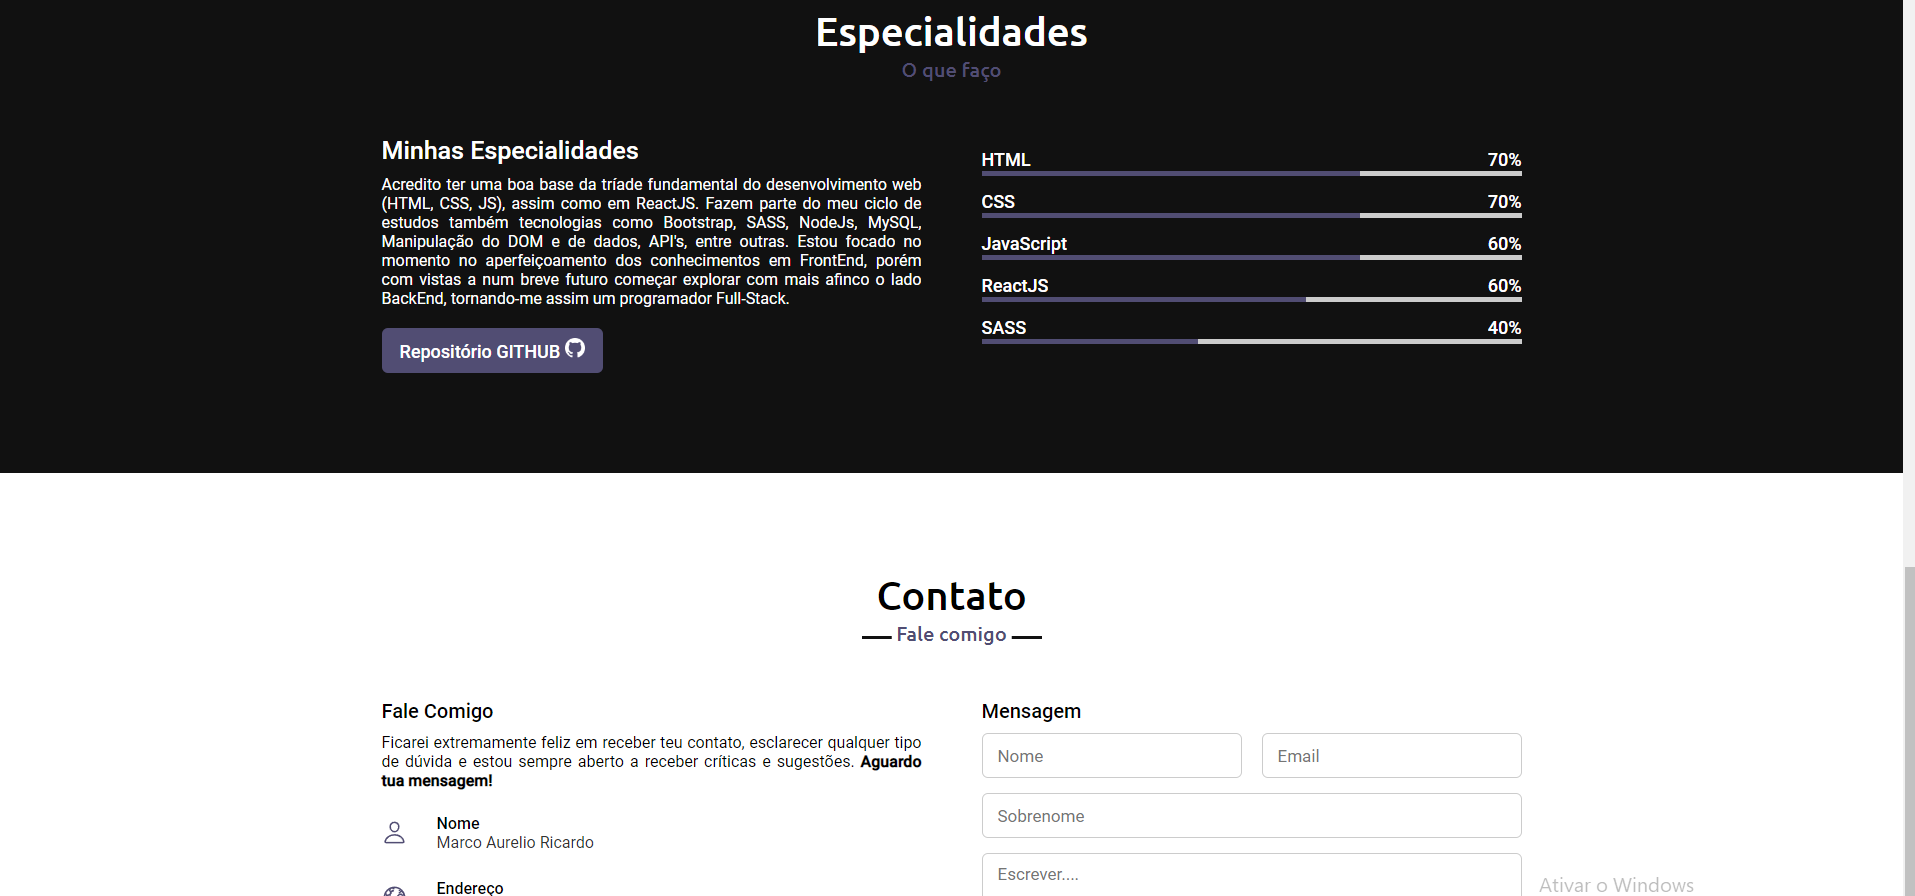 Especialidades
O que faço
Minhas Especialidades
Acredito ter uma boa base da tríade fundamental do desenvolvimento web
(HTML, CSS, JS), assim como em ReactJS. Fazem parte do meu ciclo de
estudos também tecnologias como Bootstrap, SASS, NodeJs, MySQL,
Manipulação do DOM e de dados, API's, entre outras. Estou focado no
momento no aperfeiçoamento dos conhecimentos em FrontEnd, porém
com vistas a num breve futuro começar explorar com mais afinco o lado
BackEnd, tornando-me assim um programador Full-Stack.
Repositório GITHUB
HTML 70%
CSS 70%
JavaScript 60%
ReactJS 60%
SASS 40%
Contato
Fale comigo
Fale Comigo
Ficarei extremamente feliz em receber teu contato, esclarecer qualquer tipo
de dúvida e estou sempre aberto a receber críticas e sugestões. Aguardo
tua mensagem!
Nome
Marco Aurelio Ricardo
Endereço
Mensagem
Nome
Email
Sobrenome
Escrever....
Ativar o Windows